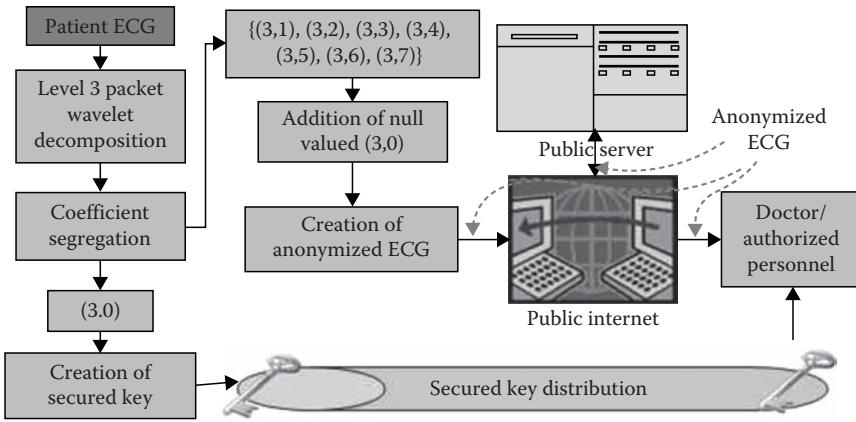 Patient ECG
Level 3 packet
wavelet
decomposition
Coefficient
segregation
(3.0)
Creation of
secured key
{(3,1), (3,2), (3,3), (3,4),
(3,5), (3,6), (3,7)}
Addition of null
valued (3,0)
Creation of
anonymized ECG
Public server
Anonymized
ECG
Public internet
Doctor/
authorized
personnel
Secured key distribution